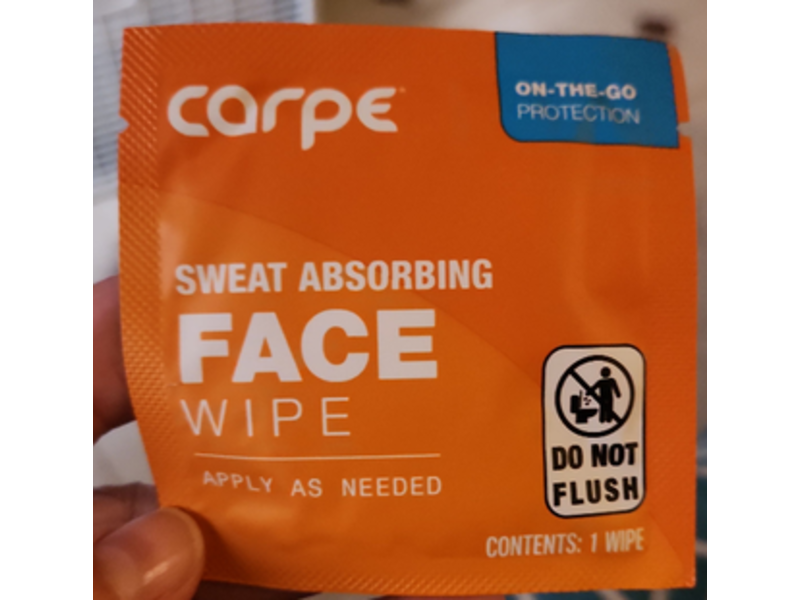 carpe
ON-THE-GO
PROTECTION
SWEAT ABSORBING
FACE
WIPE
APPLY AS NEEDED
DO NOT
FLUSH
CONTENTS: 1 WIPE